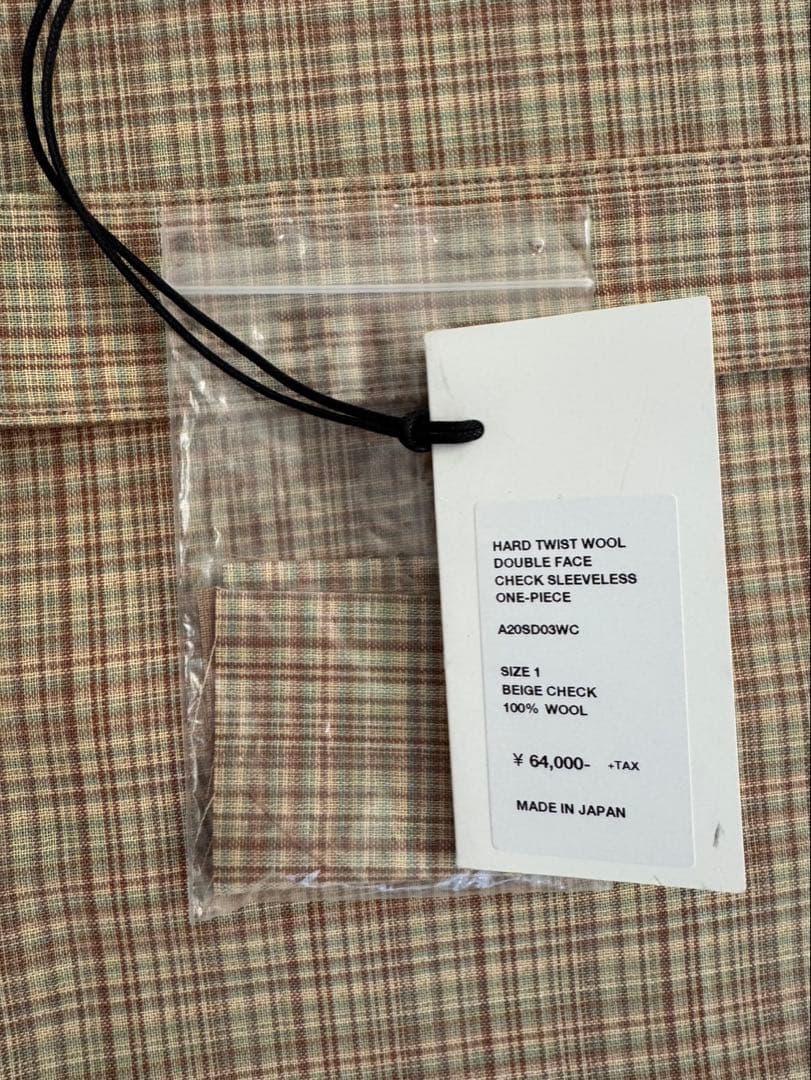 HARD TWIST WOOL
DOUBLE FACE
CHECK SLEEVELESS
ONE-PIECE
A20SD03WC
SIZE 1
BEIGE CHECK
100% WOOL
¥ 64,000- +TAX
MADE IN JAPAN